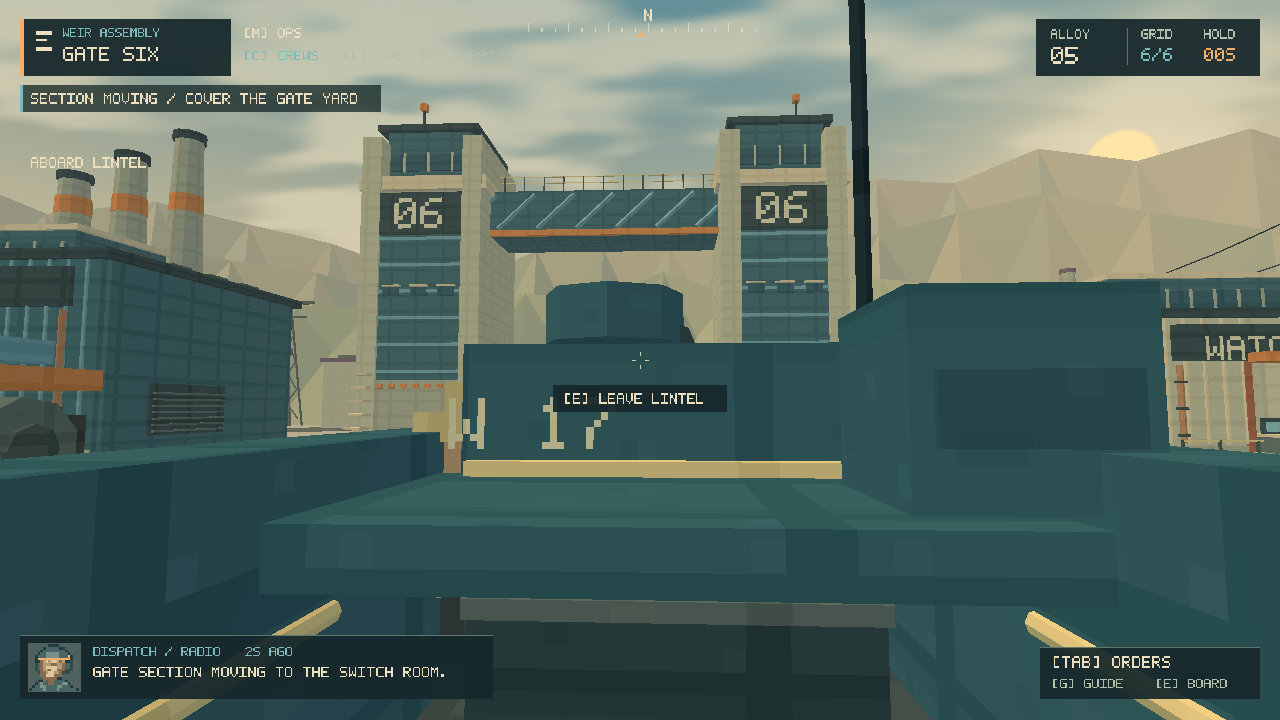 N
WEIR ASSEMBLY
GATE SIX
[M] OPS
[C] CREWS
ALLOY
05
GRID
6/6
HOLD
005
SECTION MOVING / COVER THE GATE YARD
ABOARD LINTEL
06
06
[E] LEAVE LINTEL
17
DISPATCH / RADIO 2S AGO
GATE SECTION MOVING TO THE SWITCH ROOM.
[TAB] ORDERS
[G] GUIDE [E] BOARD